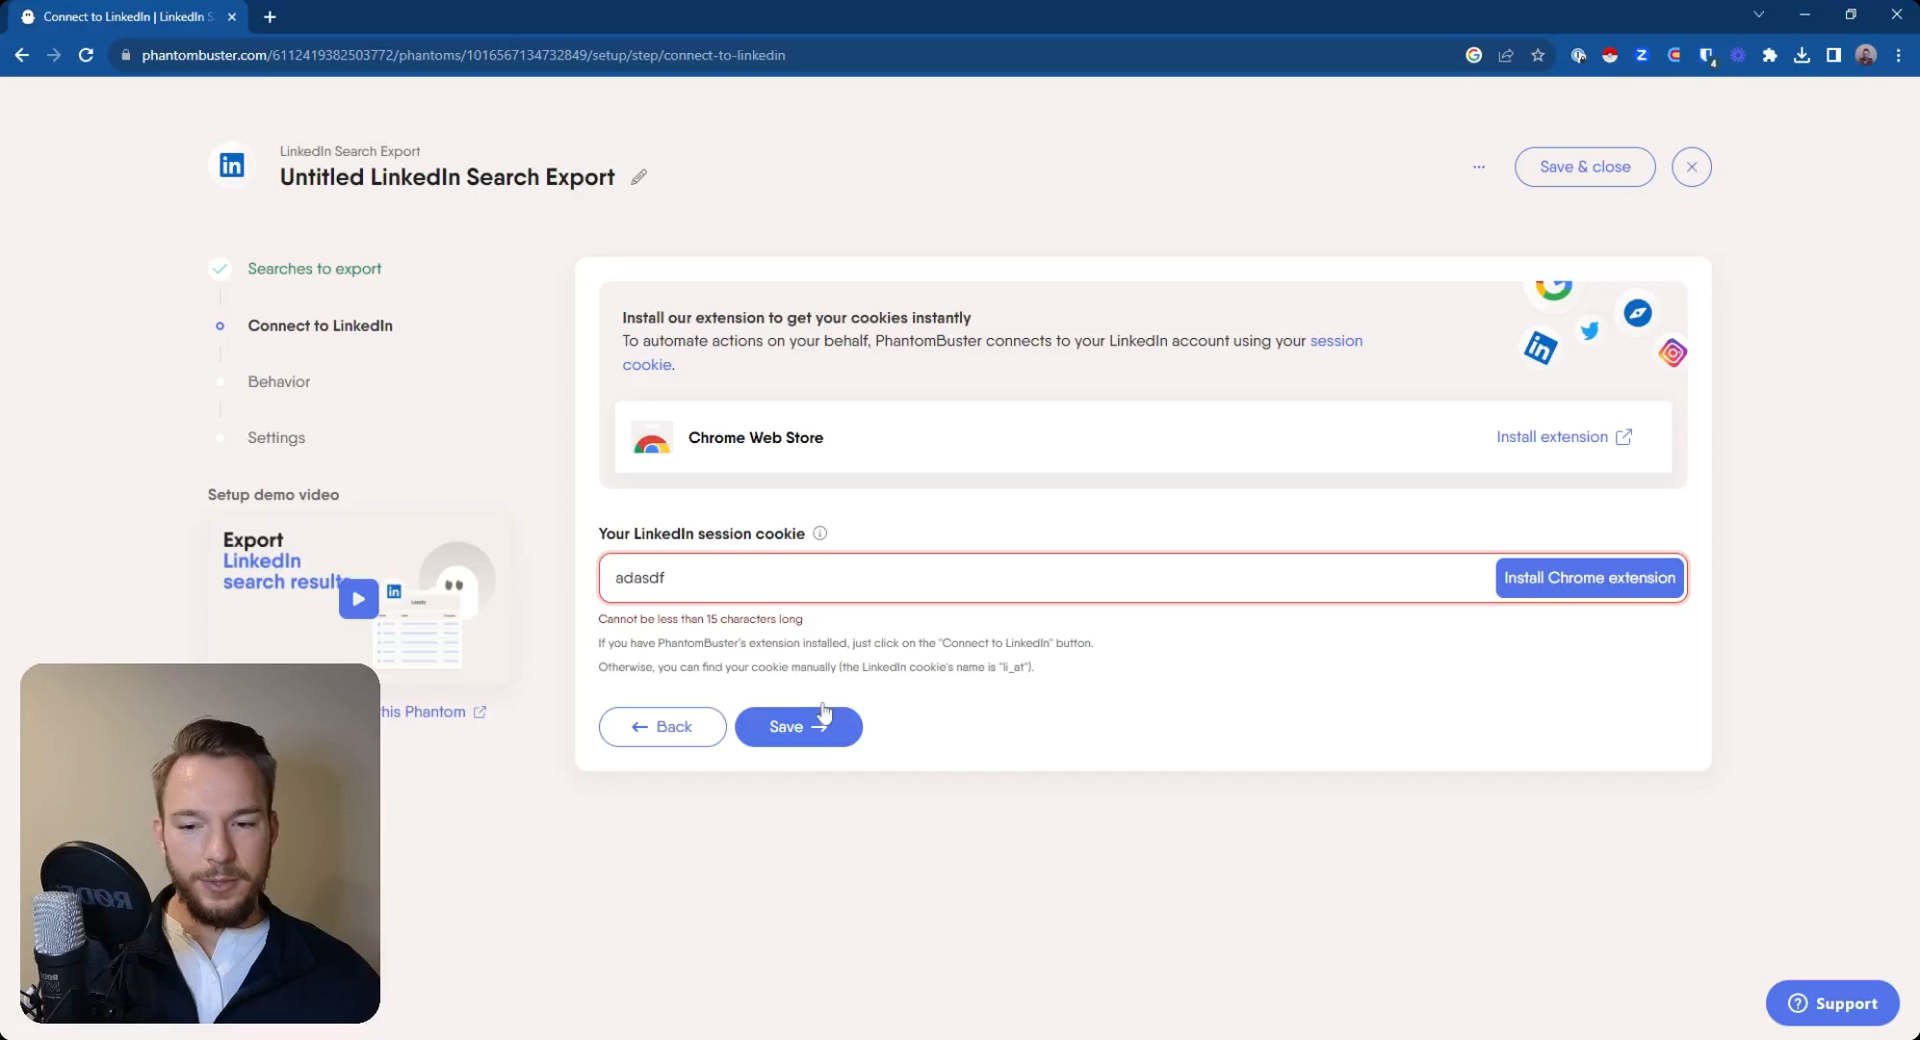 Connect to LinkedIn | LinkedIn S
phantombuster.com/6112419382503772/phantoms/1016567134732849/setup/step/connect-to-linkedin
4
LinkedIn Search Export
Untitled LinkedIn Search Export
... Save & close
Searches to export
Connect to LinkedIn
Behavior
Settings
Setup demo video
Export
LinkedIn
search results
Leads
his Phantom
Install our extension to get your cookies instantly
To automate actions on your behalf, PhantomBuster connects to your LinkedIn account using your session
cookie.
Chrome Web Store
Install extension
Your LinkedIn session cookie
adasdf
Install Chrome extension
Cannot be less than 15 characters long
If you have PhantomBuster's extension installed, just click on the "Connect to LinkedIn" button.
Otherwise, you can find your cookie manually (the LinkedIn cookie's name is "li_at").
← Back
Save →
RØDE
Support